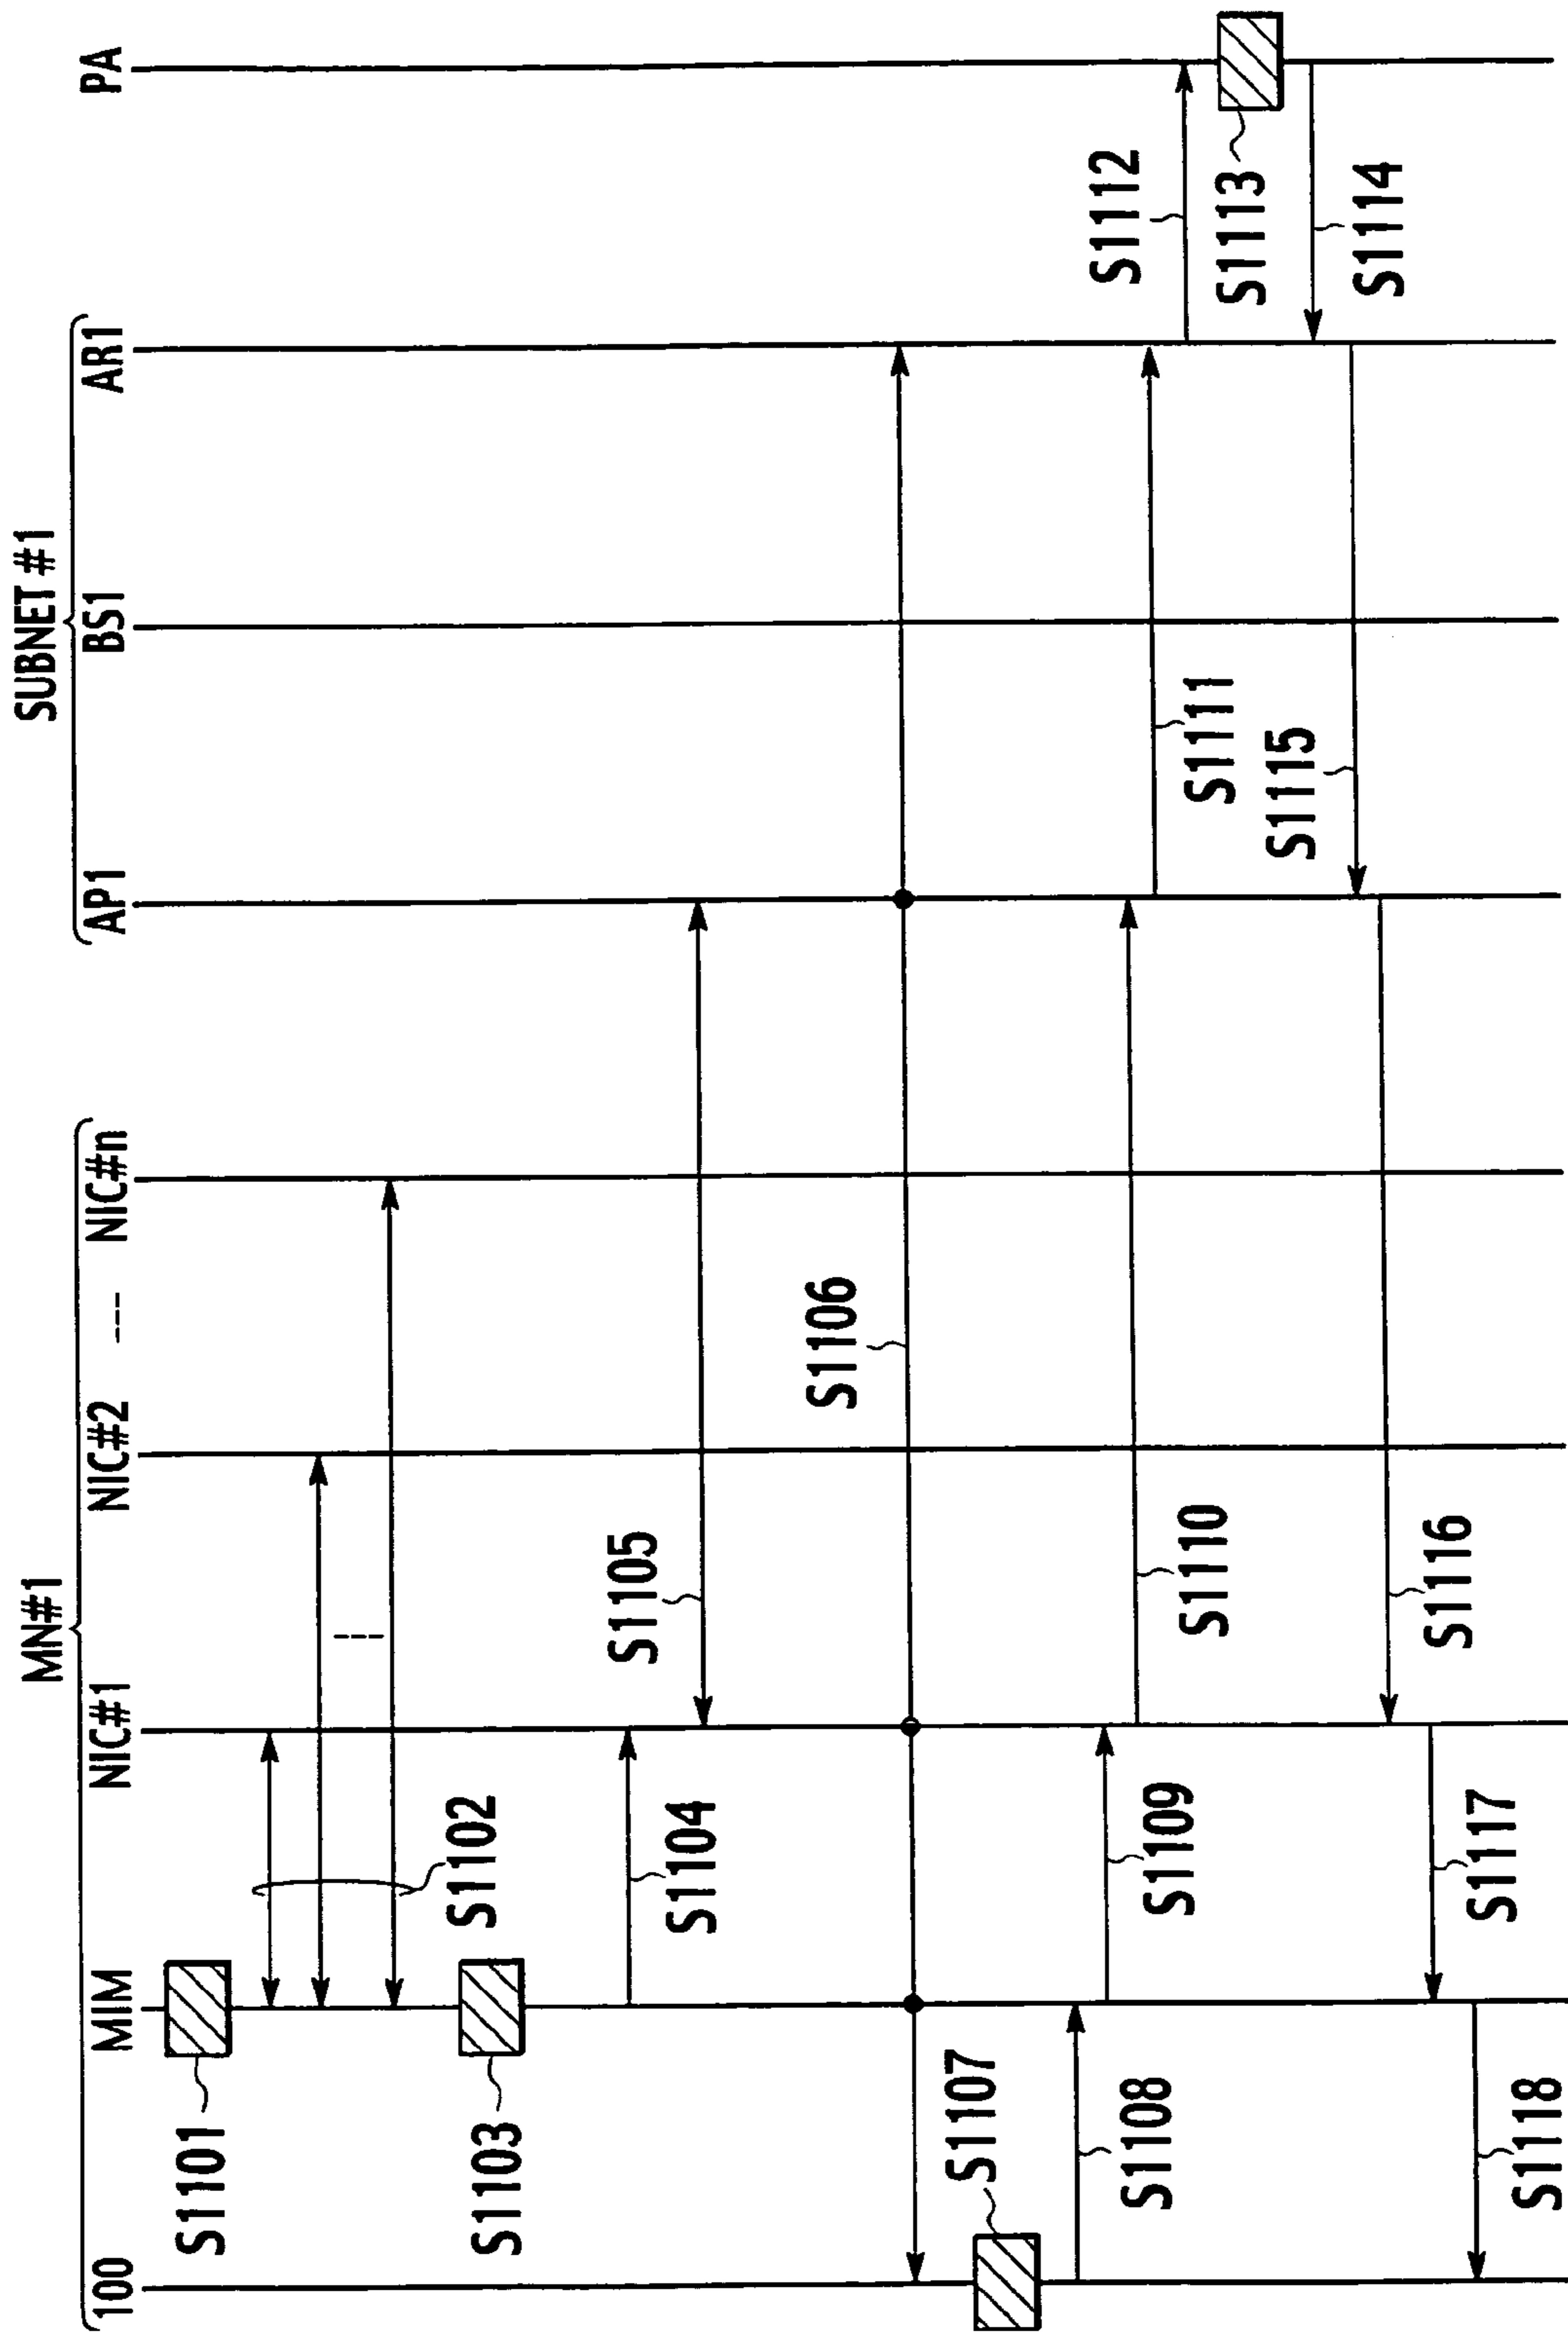 MN#1
SUBNET #1
100
MIM
NIC#1
NIC#2
---
NIC#n
AP1
BS1
AR1
PA
S1101
S1102
S1103
S1104
S1105
S1106
S1107
S1108
S1109
S1110
S1111
S1112
S1113
S1114
S1115
S1116
S1117
S1118